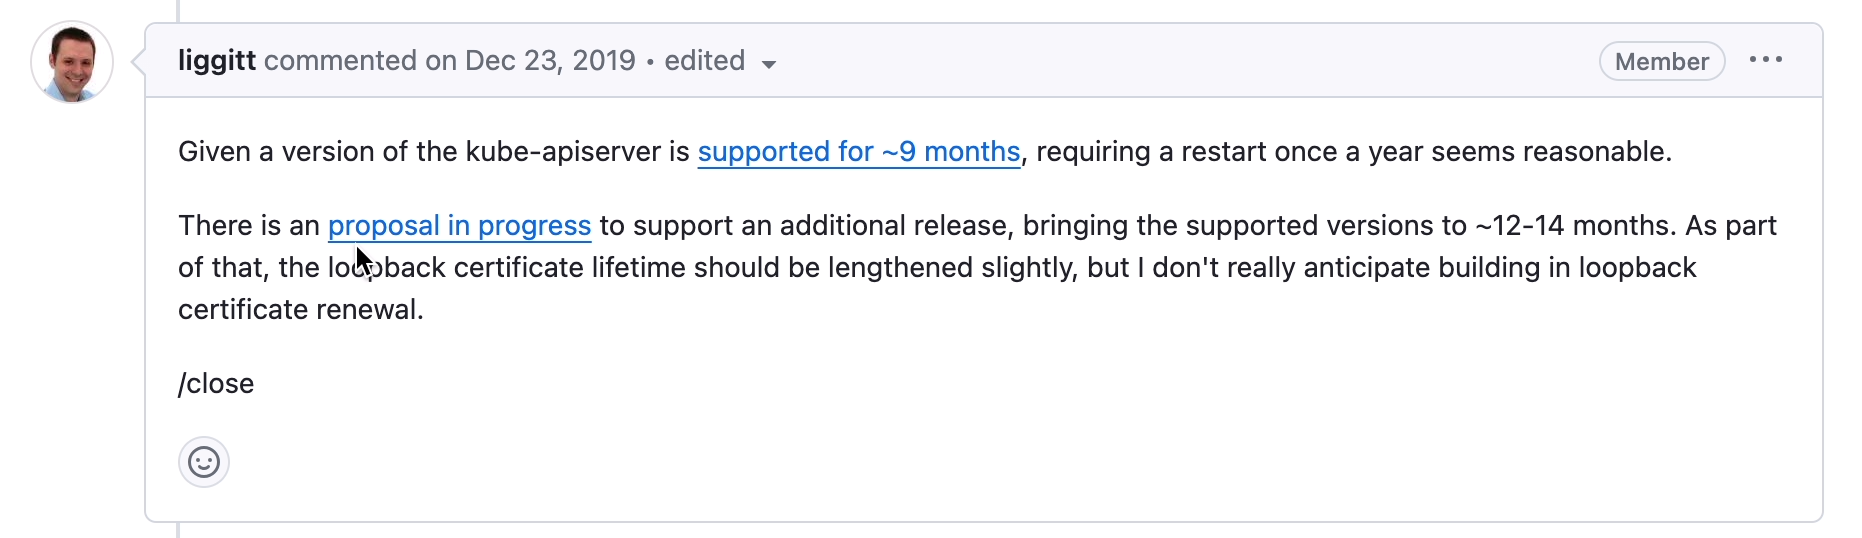 liggitt commented on Dec 23, 2019 • edited
Member
Given a version of the kube-apiserver is supported for ~9 months, requiring a restart once a year seems reasonable.
There is an proposal in progress to support an additional release, bringing the supported versions to ~12-14 months. As part
of that, the loopback certificate lifetime should be lengthened slightly, but I don't really anticipate building in loopback
certificate renewal.
/close